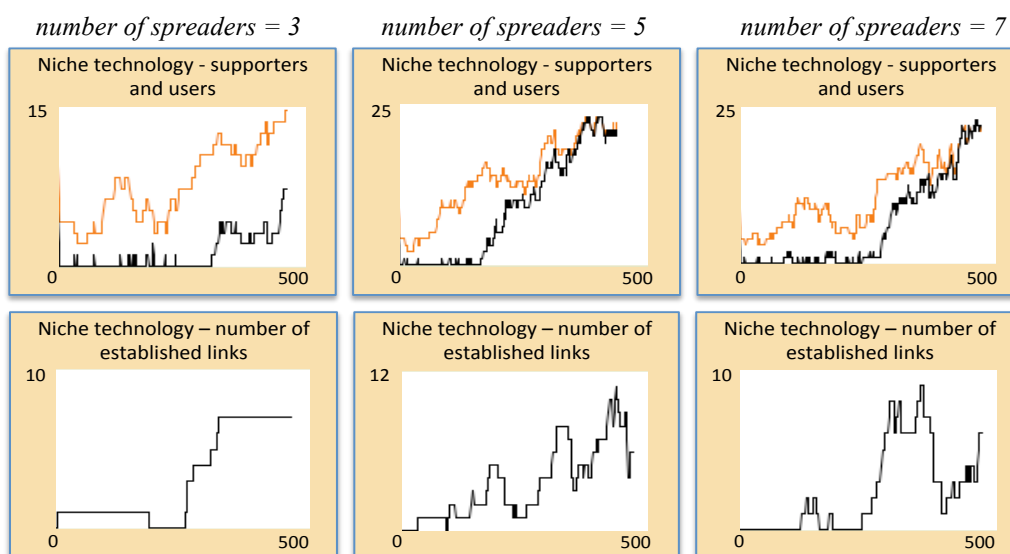 number of spreaders = 3
number of spreaders = 5
number of spreaders = 7
Niche technology - supporters
and users
15
0
500
Niche technology - supporters
and users
25
0
500
Niche technology - supporters
and users
25
0
500
Niche technology – number of
established links
10
0
500
Niche technology – number of
established links
12
0
500
Niche technology – number of
established links
10
0
500